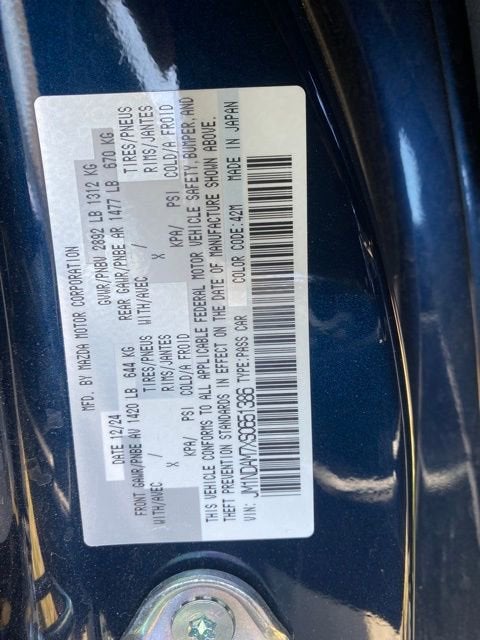 MFD. BY MAZDA MOTOR CORPORATION
DATE 12/24 GVWR/PNBV 2892 LB 1312 KG
FRONT GAWR/PNBE AV 1420 LB 644 KG REAR GAWR/PNBE AR 1477 LB 670 KG
TIRES/PNEUS TIRES/PNEUS
WITH/AVEC / RIMS/JANTES WITH/AVEC / RIMS/JANTES
X X
KPA/ PSI COLD/A FROID KPA/ PSI COLD/A FROID
THIS VEHICLE CONFORMS TO ALL APPLICABLE FEDERAL MOTOR VEHICLE SAFETY, BUMPER, AND
THEFT PREVENTION STANDARDS IN EFFECT ON THE DATE OF MANUFACTURE SHOWN ABOVE.
VIN: JM1NDAM7XS0651386 TYPE:PASS CAR COLOR CODE:42M MADE IN JAPAN